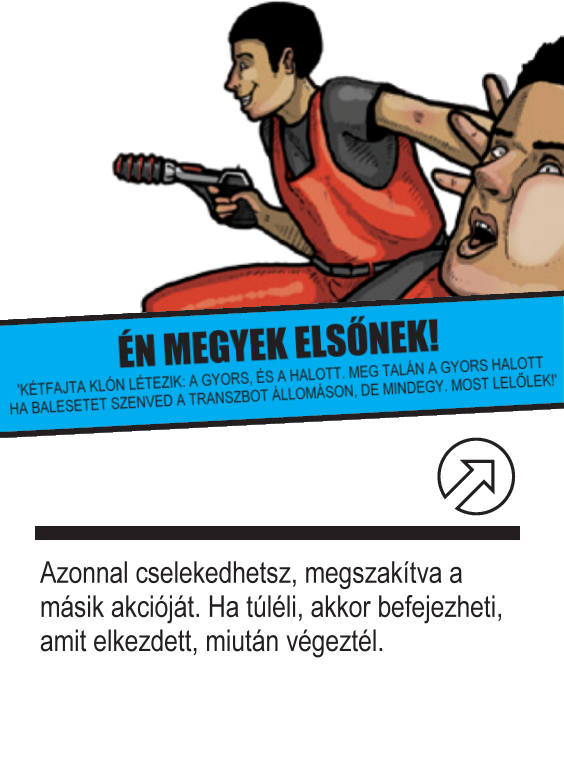 ÉN MEGYEK ELSŐNEK!
'KÉTFAJTA KLÓN LÉTEZIK: A GYORS, ÉS A HALOTT. MEG TALÁN A GYORS HALOTT
HA BALESETET SZENVED A TRANSZBOT ÁLLOMÁSON, DE MINDEGY. MOST LELŐLEK!'
Azonnal cselekedhetsz, megszakítva a
másik akcióját. Ha túléli, akkor befejezheti,
amit elkezdett, miután végeztél.